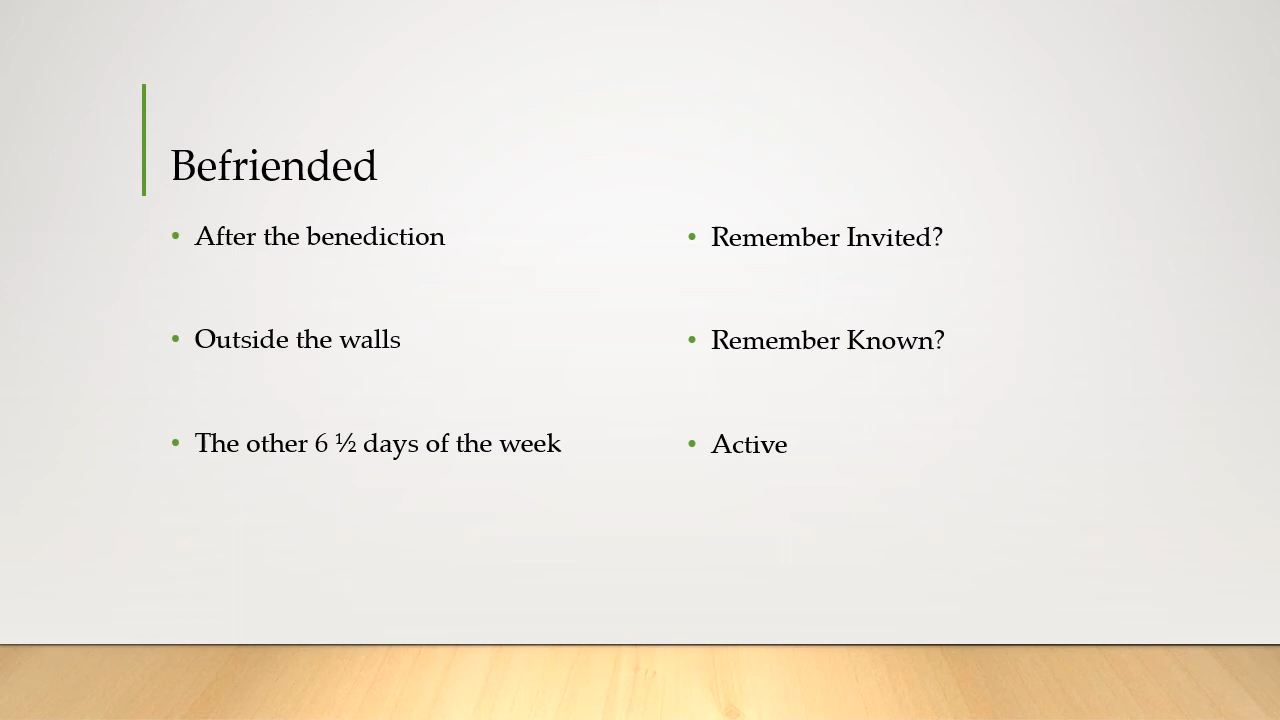 Befriended
• After the benediction
• Outside the walls
• The other 6 ½ days of the week
• Remember Invited?
• Remember Known?
• Active